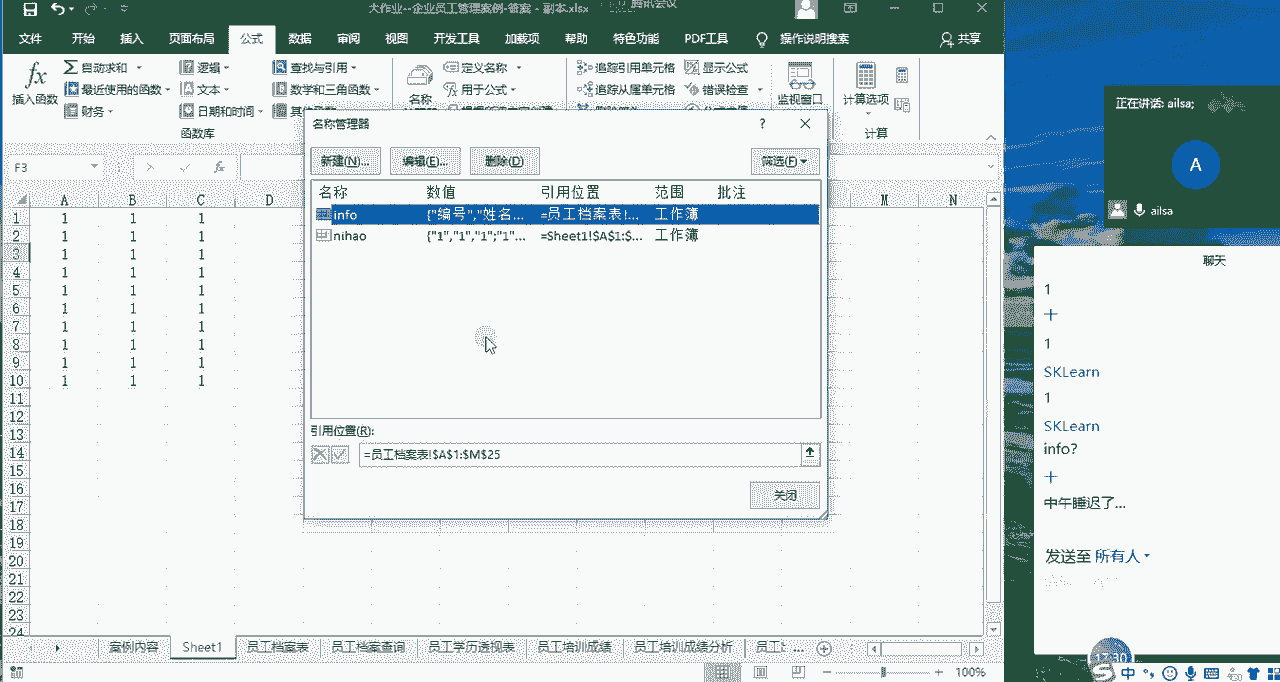 大作业--企业员工管理案例-答案 - 副本.xlsx
腾讯会议
文件 开始 插入 页面布局 公式 数据 审阅 视图 开发工具 加载项 帮助 特色功能 PDF工具 操作说明搜索 共享
fx 插入函数
自动求和
最近使用的函数
财务
逻辑
文本
日期和时间
查找与引用
数学和三角函数
函数库
名称
定义名称
用于公式
追踪引用单元格
追踪从属单元格
显示公式
错误检查
监视窗口
计算选项
计算
F3
fx
A B C D M N
1 1 1 1
2 1 1 1
3 1 1 1
4 1 1 1
5 1 1 1
6 1 1 1
7 1 1 1
8 1 1 1
9 1 1 1
10 1 1 1
11
12
13
14
15
16
17
18
19
20
21
22
23
24
名称管理器
? ×
新建(N)... 编辑(E)... 删除(D) 筛选(F)
名称 数值 引用位置 范围 批注
info {"编号","姓名... =员工档案表!... 工作簿
nihao {"1","1","1";"1"... =Sheet1!$A$1:$... 工作簿
引用位置(R):
=员工档案表!$A$1:$M$25
关闭
案例内容 Sheet1 员工档案表 员工档案查询 员工学历透视表 员工培训成绩 员工培训成绩分析 ...
100%
正在讲话: ailsa;
A
ailsa
聊天
1
十
1
SKLearn
1
SKLearn
info?
十
中午睡迟了...
发送至 所有人
17:30
中